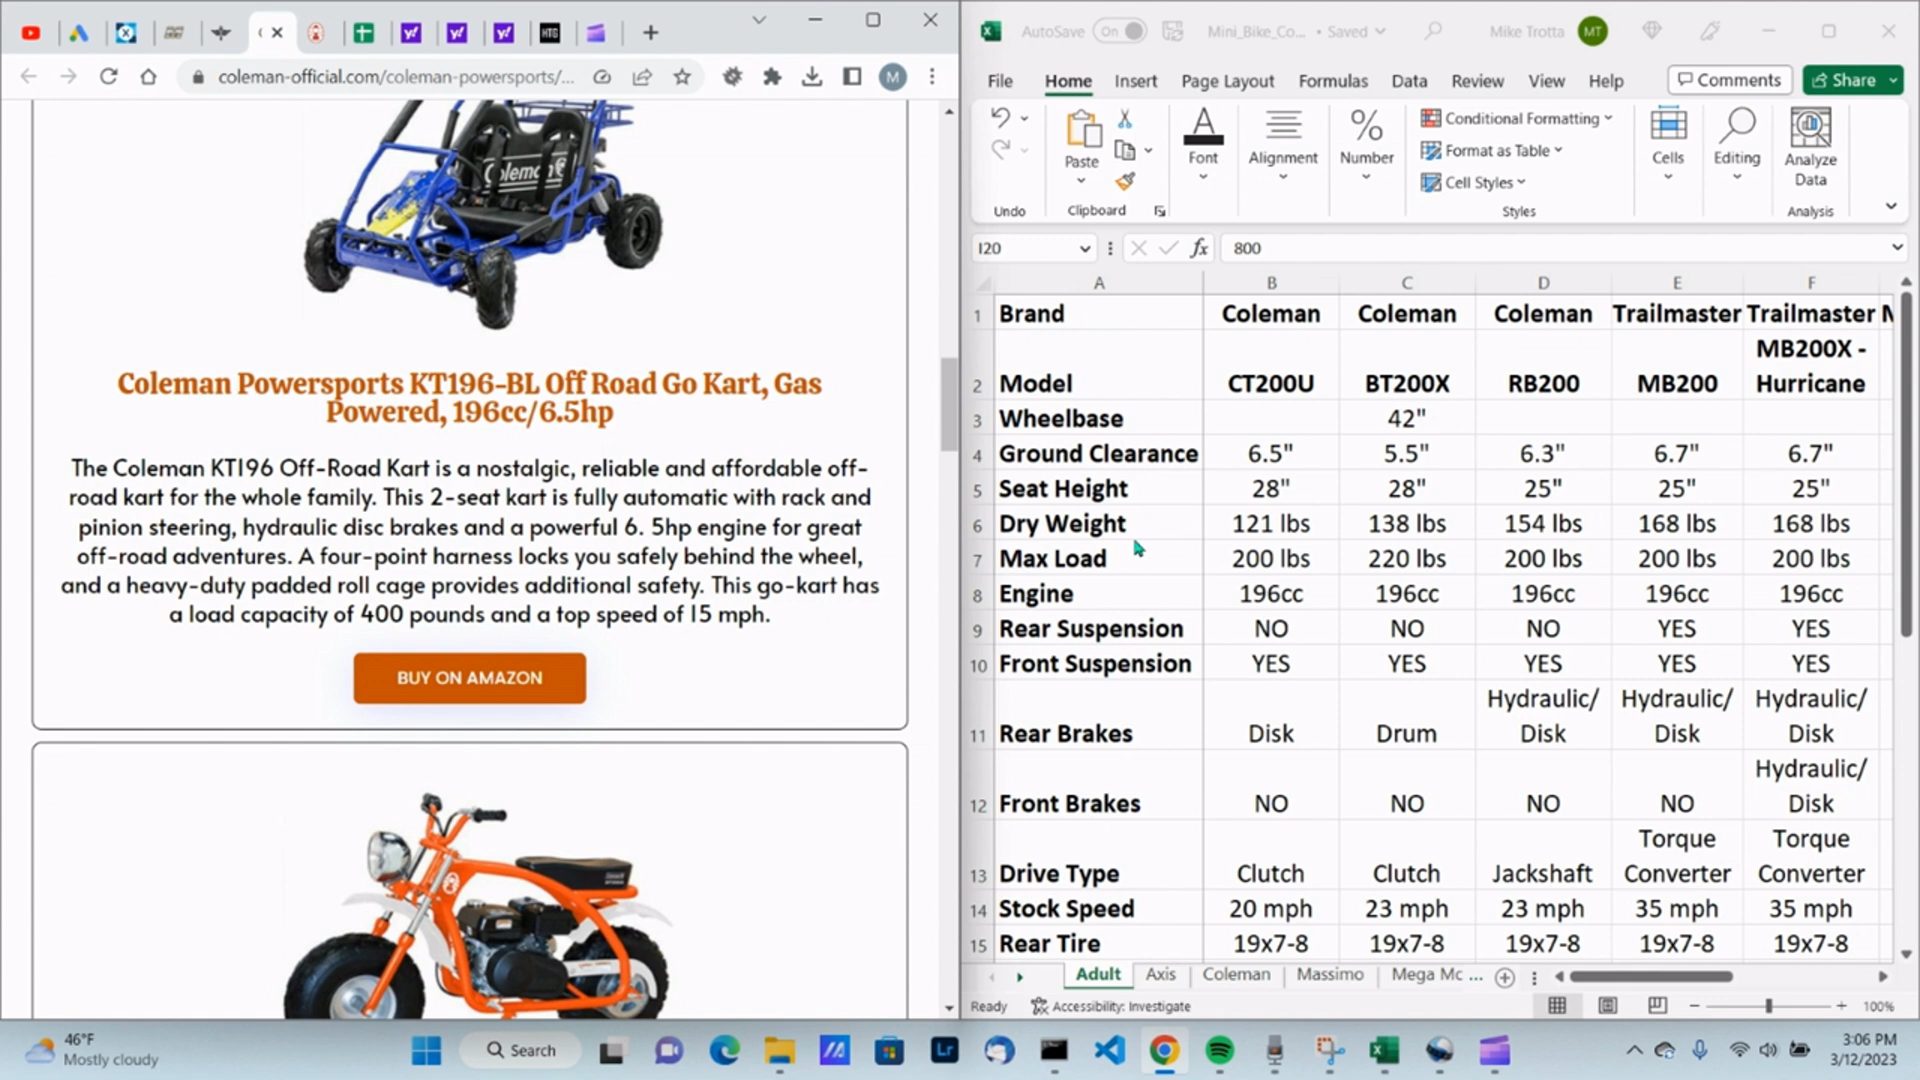 coleman-official.com/coleman-powersports/...
M
Coleman
Coleman Powersports KT196-BL Off Road Go Kart, Gas
Powered, 196cc/6.5hp
The Coleman KT196 Off-Road Kart is a nostalgic, reliable and affordable off-
road kart for the whole family. This 2-seat kart is fully automatic with rack and
pinion steering, hydraulic disc brakes and a powerful 6. 5hp engine for great
off-road adventures. A four-point harness locks you safely behind the wheel,
and a heavy-duty padded roll cage provides additional safety. This go-kart has
a load capacity of 400 pounds and a top speed of 15 mph.
BUY ON AMAZON
AutoSave On Mini_Bike_Co... • Saved Mike Trotta MT
File Home Insert Page Layout Formulas Data Review View Help Comments Share
Paste Font Alignment Number Conditional Formatting Format as Table Cell Styles Cells Editing Analyze Data
Undo Clipboard Styles Analysis
I20 fx 800
A B C D E F
1 Brand Coleman Coleman Coleman Trailmaster Trailmaster
MB200X -
2 Model CT200U BT200X RB200 MB200 Hurricane
3 Wheelbase 42"
4 Ground Clearance 6.5" 5.5" 6.3" 6.7" 6.7"
5 Seat Height 28" 28" 25" 25" 25"
6 Dry Weight 121 lbs 138 lbs 154 lbs 168 lbs 168 lbs
7 Max Load 200 lbs 220 lbs 200 lbs 200 lbs 200 lbs
8 Engine 196cc 196cc 196cc 196cc 196cc
9 Rear Suspension NO NO NO YES YES
10 Front Suspension YES YES YES YES YES
Hydraulic/ Hydraulic/ Hydraulic/
11 Rear Brakes Disk Drum Disk Disk Disk
Hydraulic/
12 Front Brakes NO NO NO NO Disk
Torque Torque
13 Drive Type Clutch Clutch Jackshaft Converter Converter
14 Stock Speed 20 mph 23 mph 23 mph 35 mph 35 mph
15 Rear Tire 19x7-8 19x7-8 19x7-8 19x7-8 19x7-8
Adult Axis Coleman Massimo Mega Mc ...
Ready Accessibility: Investigate 100%
46°F
Mostly cloudy
Search
Lr
3:06 PM
3/12/2023